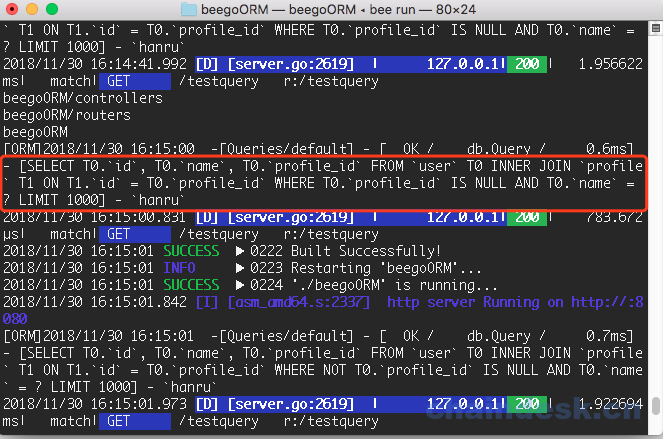 beegoORM — beegoORM • bee run — 80×24
` T1 ON T1.`id` = T0.`profile_id` WHERE T0.`profile_id` IS NULL AND T0.`name` =
? LIMIT 1000] - `hanru`
2018/11/30 16:14:41.992 [D] [server.go:2619] | 127.0.0.1| 200 | 1.956622
ms| match| GET /testquery r:/testquery
beegoORM/controllers
beegoORM/routers
beegoORM
[ORM]2018/11/30 16:15:00 -[Queries/default] - [ OK / db.Query / 0.6ms]
- [SELECT T0.`id`, T0.`name`, T0.`profile_id` FROM `user` T0 INNER JOIN `profile
` T1 ON T1.`id` = T0.`profile_id` WHERE T0.`profile_id` IS NULL AND T0.`name` =
? LIMIT 1000] - `hanru`
2018/11/30 16:15:00.831 [D] [server.go:2619] | 127.0.0.1| 200 | 783.672
µs| match| GET /testquery r:/testquery
2018/11/30 16:15:01 SUCCESS ▶ 0222 Built Successfully!
2018/11/30 16:15:01 INFO ▶ 0223 Restarting 'beegoORM'...
2018/11/30 16:15:01 SUCCESS ▶ 0224 './beegoORM' is running...
2018/11/30 16:15:01.842 [I] [asm_amd64.s:2337] http server Running on http://:8
080
[ORM]2018/11/30 16:15:01 -[Queries/default] - [ OK / db.Query / 0.7ms]
- [SELECT T0.`id`, T0.`name`, T0.`profile_id` FROM `user` T0 INNER JOIN `profile
` T1 ON T1.`id` = T0.`profile_id` WHERE NOT T0.`profile_id` IS NULL AND T0.`name
` = ? LIMIT 1000] - `hanru`
2018/11/30 16:15:01.973 [D] [server.go:2619] | 127.0.0.1| 200 | .922694
ms| match| GET /testquery r:/testquery